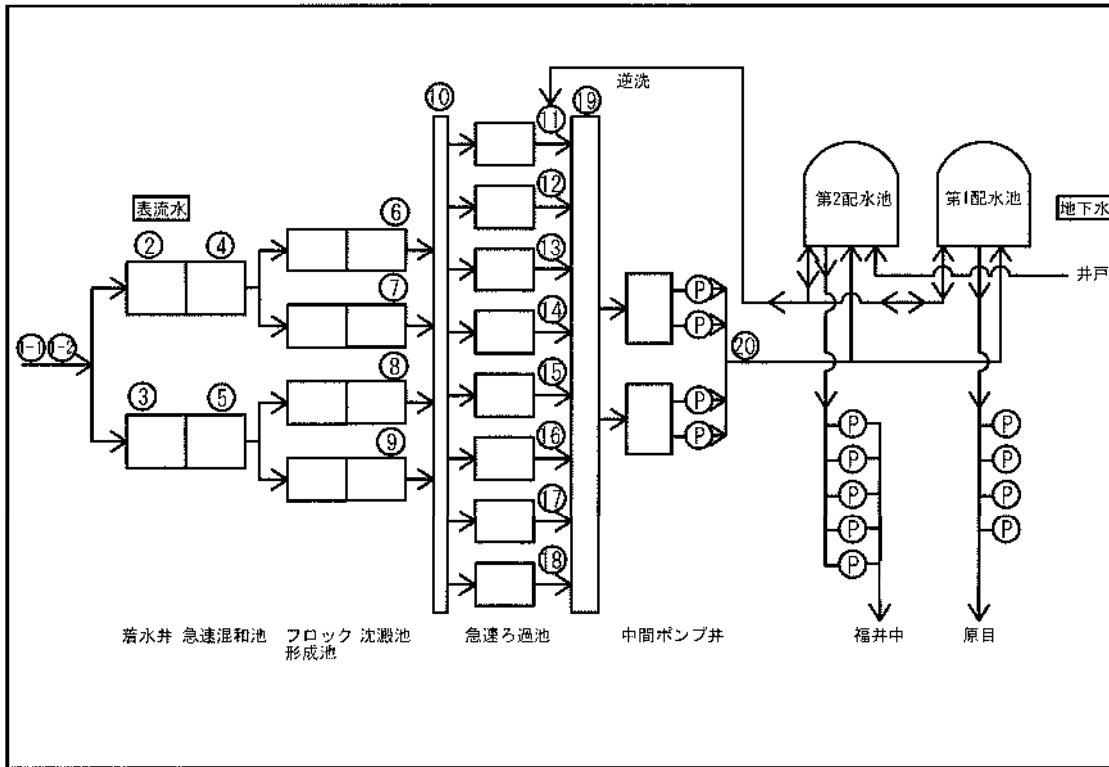 逆洗
⑩
⑲
⑪
⑫
⑬
⑭
⑮
⑯
⑰
⑱
表流水
②
④
⑥
⑦
①-1
①-2
③
⑤
⑧
⑨
第2配水池
第1配水池
地下水
井戸
P
P
P
P
⑳
P
P
P
P
P
P
P
P
P
着水井 急速混和池 フロック 沈澱池 急速ろ過池 中間ポンプ井 福井中 原目
形成池